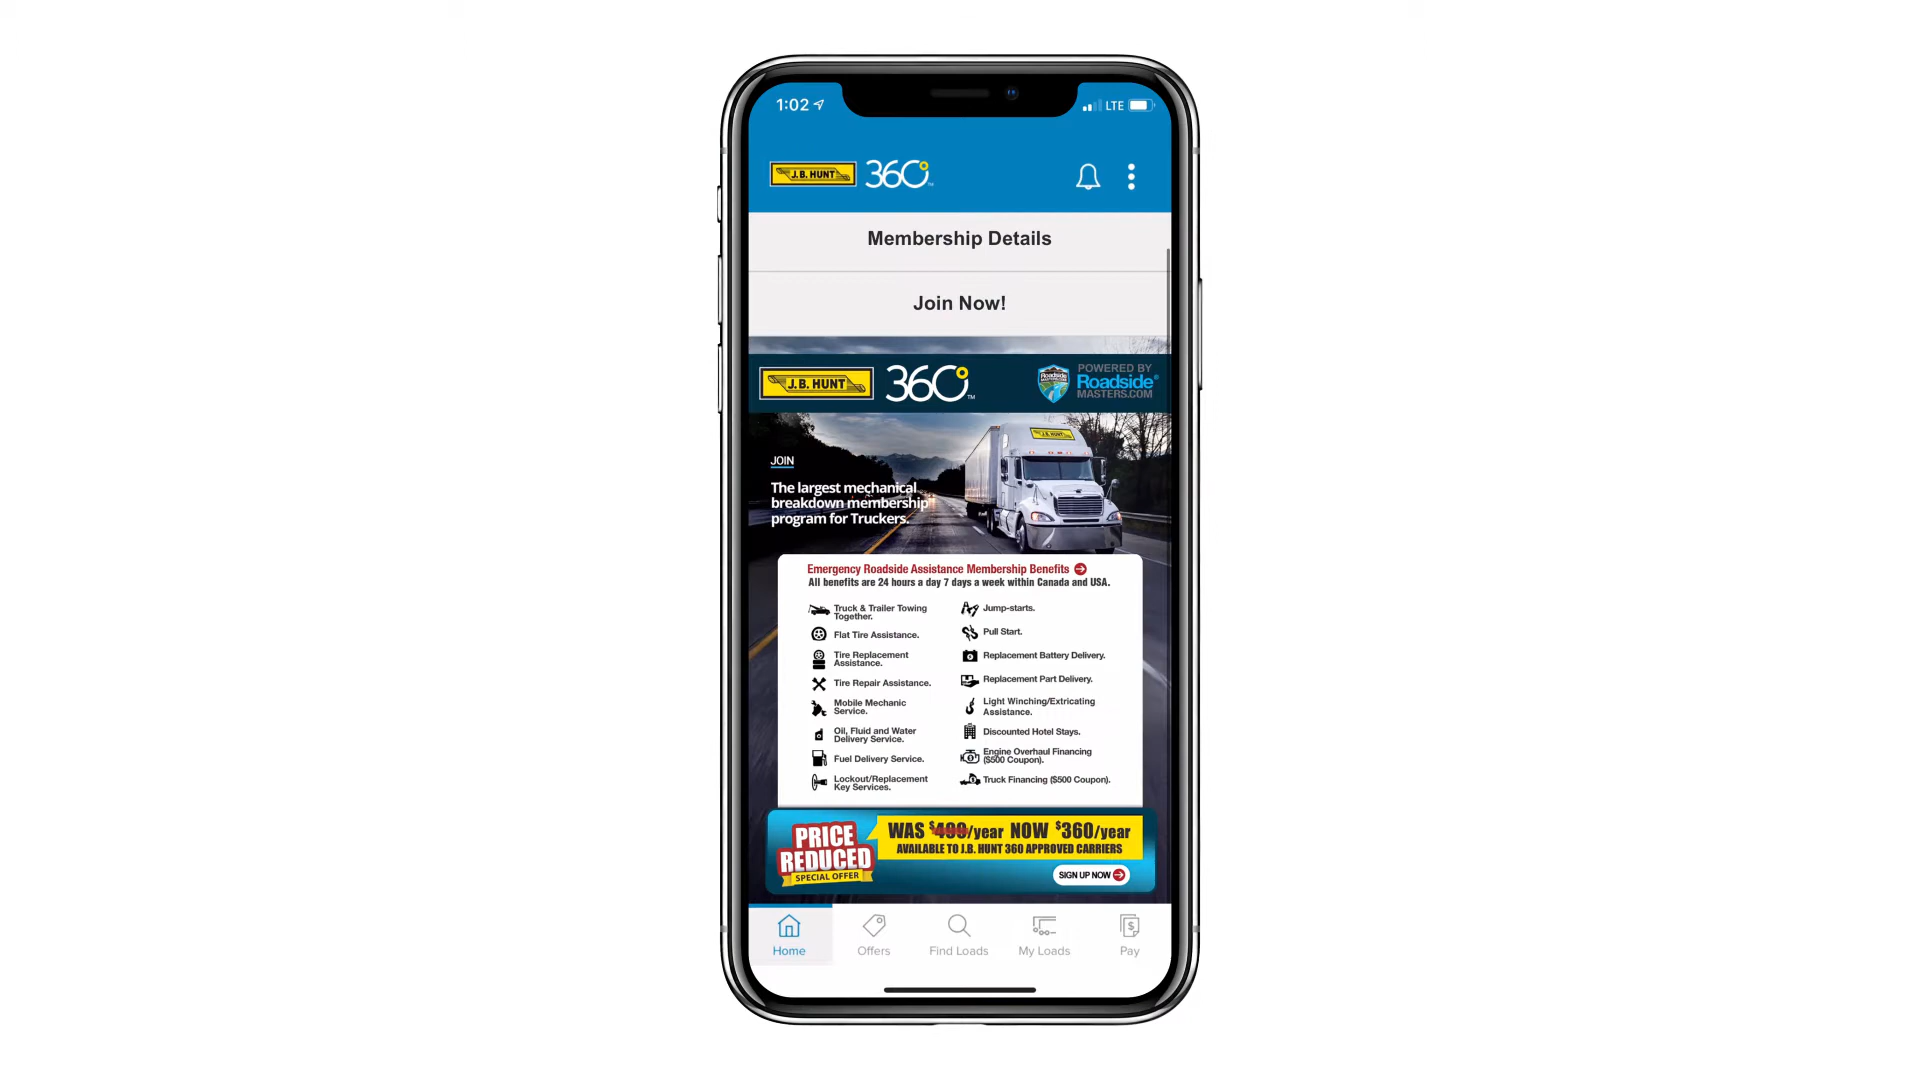 1:02 LTE
J.B. HUNT 360°™
Membership Details
Join Now!
J.B. HUNT 360°™ POWERED BY
Roadside®
MASTERS.COM
J.B. HUNT
JOIN
The largest mechanical
breakdown membership
program for Truckers.
Emergency Roadside Assistance Membership Benefits
All benefits are 24 hours a day 7 days a week within Canada and USA.
Truck & Trailer Towing
Together.
Flat Tire Assistance.
Tire Replacement
Assistance.
Tire Repair Assistance.
Mobile Mechanic
Service.
Oil, Fluid and Water
Delivery Service.
Fuel Delivery Service.
Lockout/Replacement
Key Services.
Jump-starts.
Pull Start.
Replacement Battery Delivery.
Replacement Part Delivery.
Light Winching/Extricating
Assistance.
Discounted Hotel Stays.
Engine Overhaul Financing
($500 Coupon).
Truck Financing ($500 Coupon).
PRICE
REDUCED
SPECIAL OFFER
WAS $499/year NOW $360/year
AVAILABLE TO J.B. HUNT 360 APPROVED CARRIERS
SIGN UP NOW
Home Offers Find Loads My Loads Pay